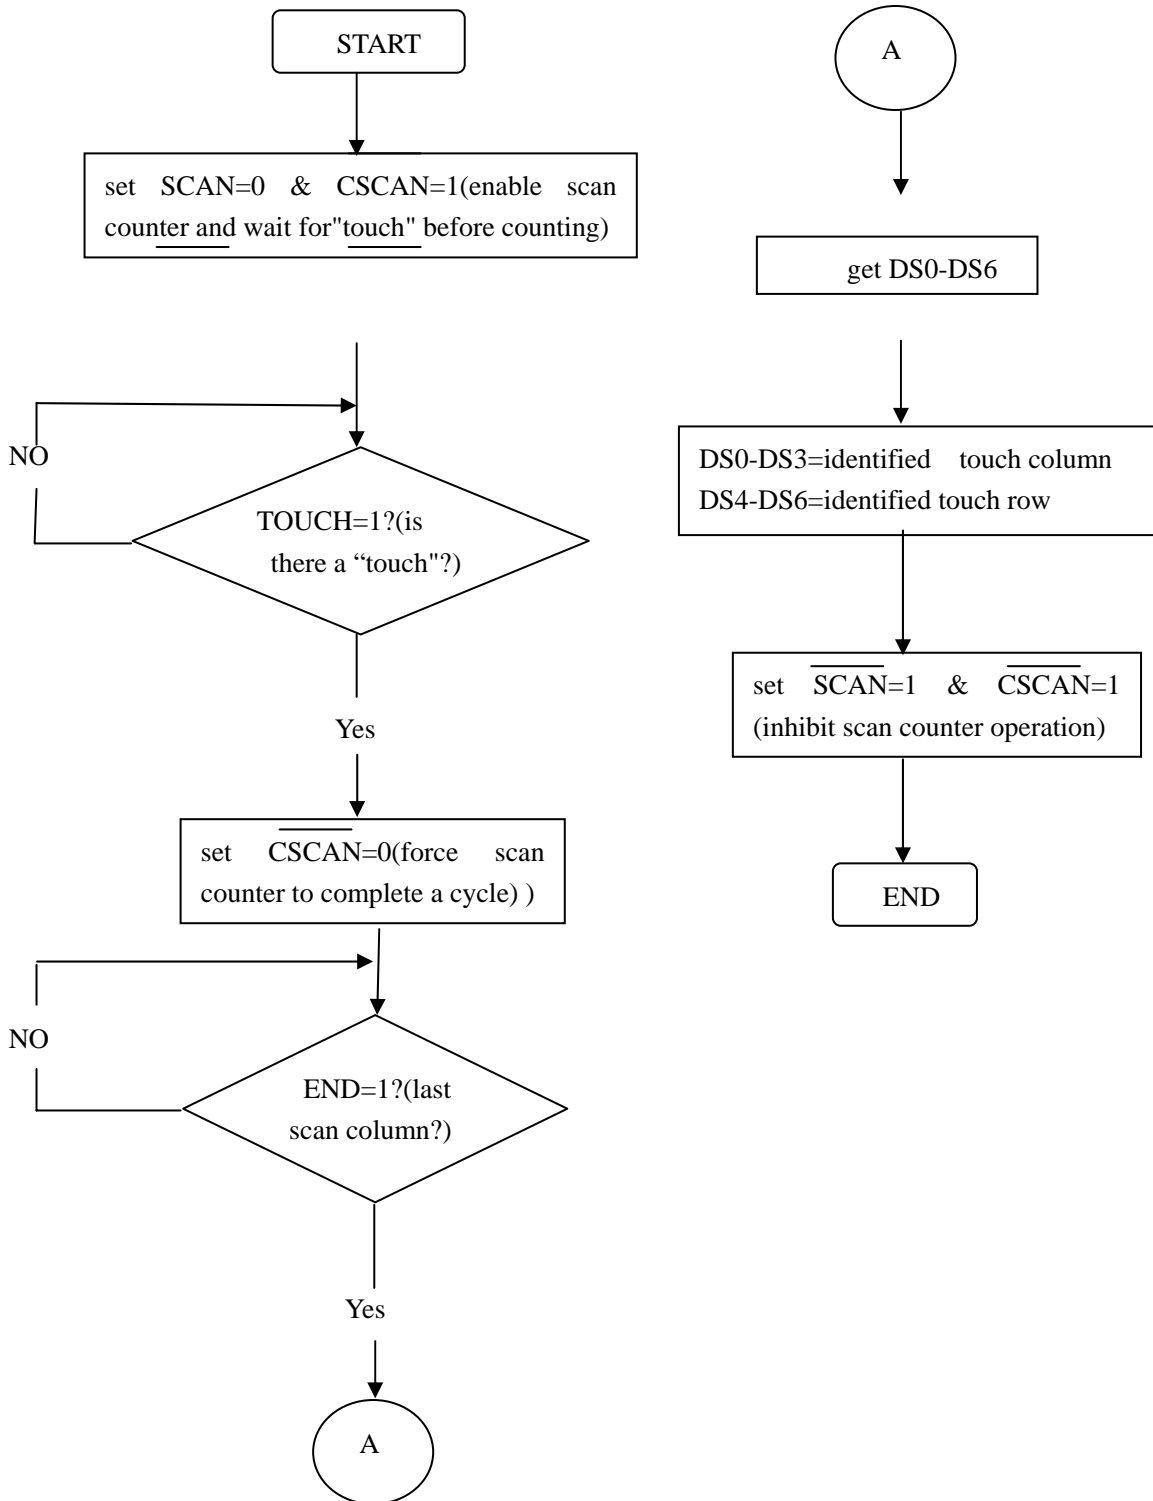 START
set SCAN=0 & CSCAN=1(enable scan
counter and wait for"touch" before counting)
NO
TOUCH=1?(is
there a “touch"?)
Yes
set CSCAN=0(force scan
counter to complete a cycle) )
NO
END=1?(last
scan column?)
Yes
A
A
get DS0-DS6
DS0-DS3=identified touch column
DS4-DS6=identified touch row
set SCAN=1 & CSCAN=1
(inhibit scan counter operation)
END